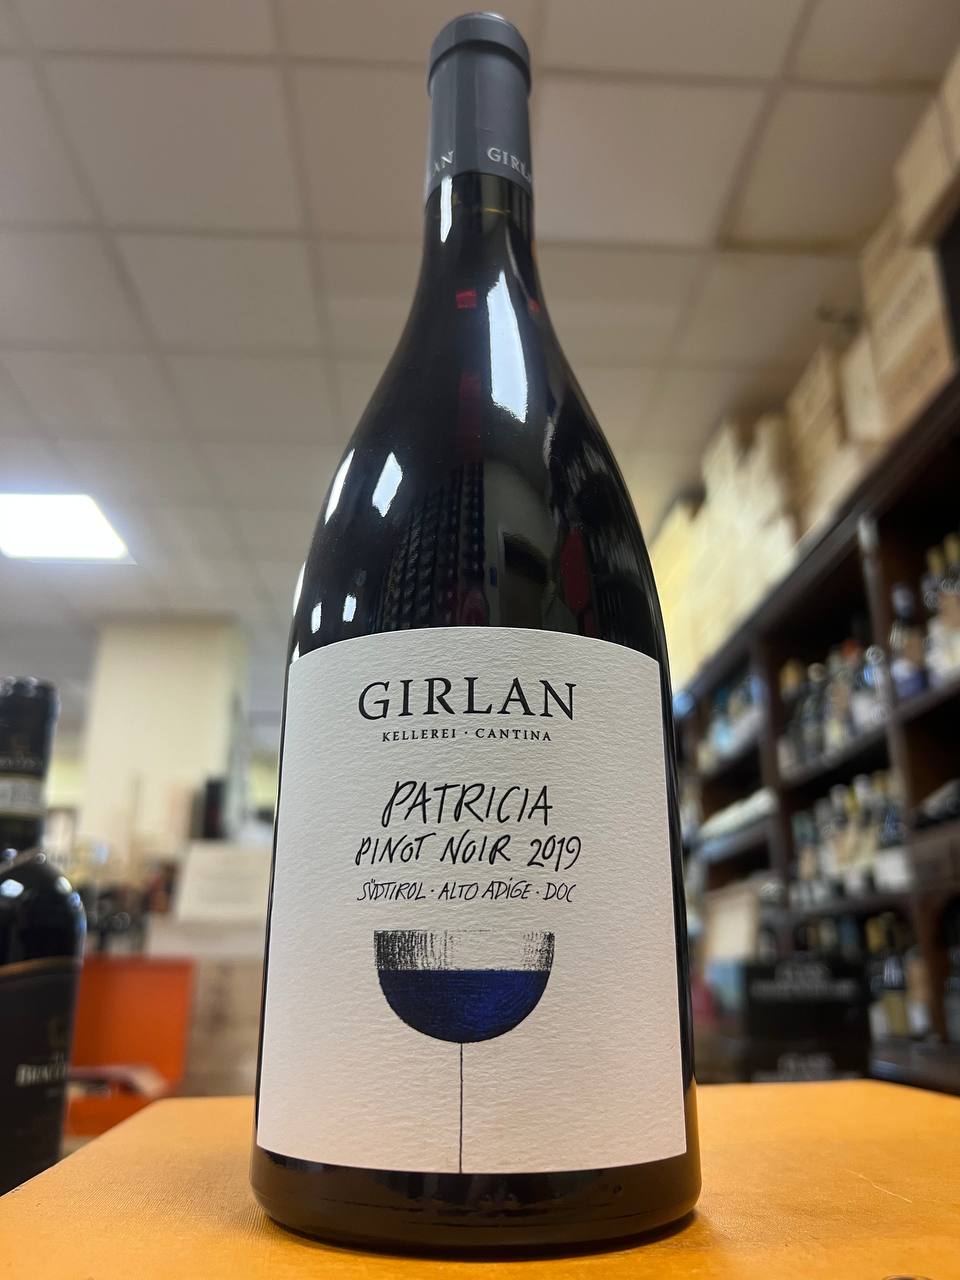 GIRLAN
GIRLAN
KELLEREI · CANTINA
PATRICIA
PINOT NOIR 2019
SÜDTIROL · ALTO ADIGE · DOC